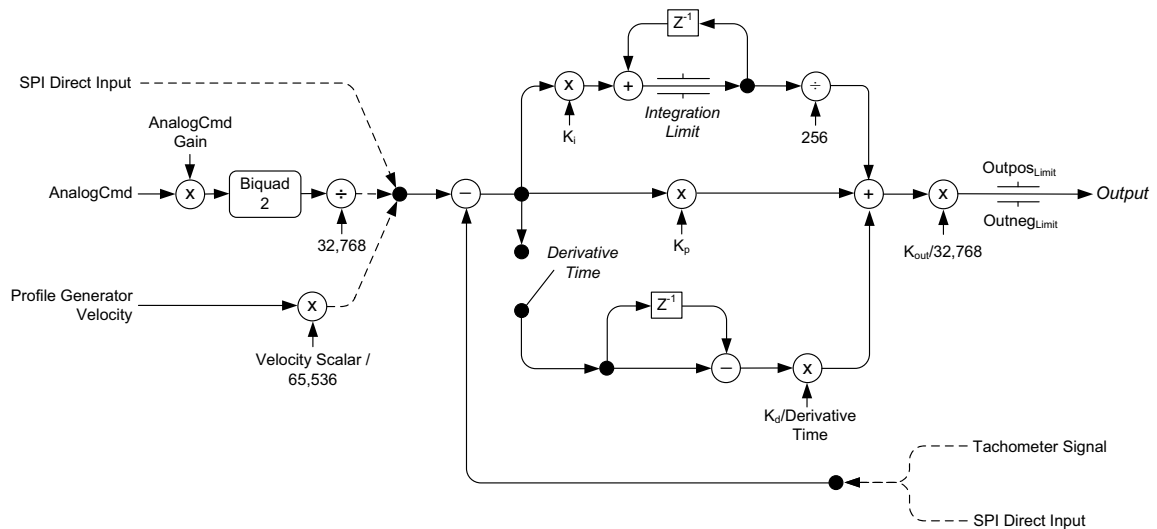 Z-1
SPI Direct Input
x
+
÷
Integration
Limit
Ki
256
AnalogCmd
Gain
AnalogCmd
x
Biquad
2
÷
−
x
+
x
OutposLimit
OutnegLimit
Output
32,768
Kp
Kout/32,768
Derivative
Time
Profile Generator
Velocity
x
Z-1
Velocity Scalar /
65,536
−
x
Kd/Derivative
Time
Tachometer Signal
SPI Direct Input